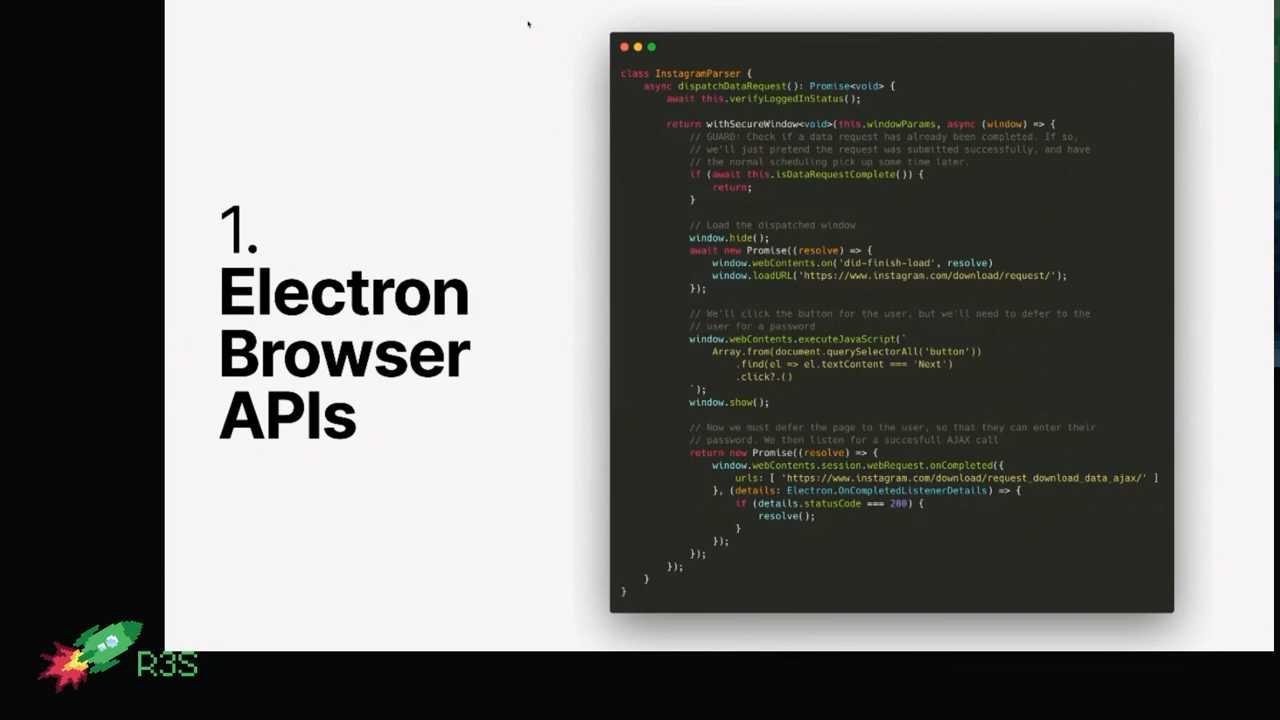 1.
Electron
Browser
APIs
class InstagramParser {
async dispatchDataRequest(): Promise<void> {
await this.verifyLoggedInStatus();
return withSecureWindow<void>(this.windowParams, async (window) => {
// GUARD: Check if a data request has already been completed. If so,
// we'll just pretend the request was submitted successfully, and have
// the normal scheduling pick up some time later.
if (await this.isDataRequestComplete()) {
return;
}
// Load the dispatched window
window.hide();
await new Promise((resolve) => {
window.webContents.on('did-finish-load', resolve)
window.loadURL('https://www.instagram.com/download/request/');
});
// We'll click the button for the user, but we'll need to defer to the
// user for a password
window.webContents.executeJavaScript(`
Array.from(document.querySelectorAll('button'))
.find(el => el.textContent === 'Next')
.click?.()
`);
window.show();
// Now we must defer the page to the user, so that they can enter their
// password. We then listen for a succesfull AJAX call
return new Promise((resolve) => {
window.webContents.session.webRequest.onCompleted({
urls: [ 'https://www.instagram.com/download/request_download_data_ajax/' ]
}, (details: Electron.OnCompletedListenerDetails) => {
if (details.statusCode === 200) {
resolve();
}
});
});
});
}
}
R3S